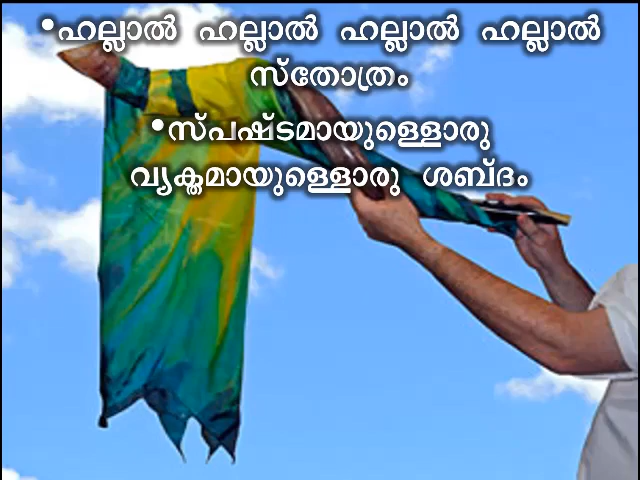 •ഹല്ലാൽ ഹല്ലാൽ ഹല്ലാൽ ഹല്ലാൽ
സ്തോത്രം
•സ്പഷ്ടമായുള്ളൊരു
വ്യക്തമായുള്ളൊരു ശബ്ദം